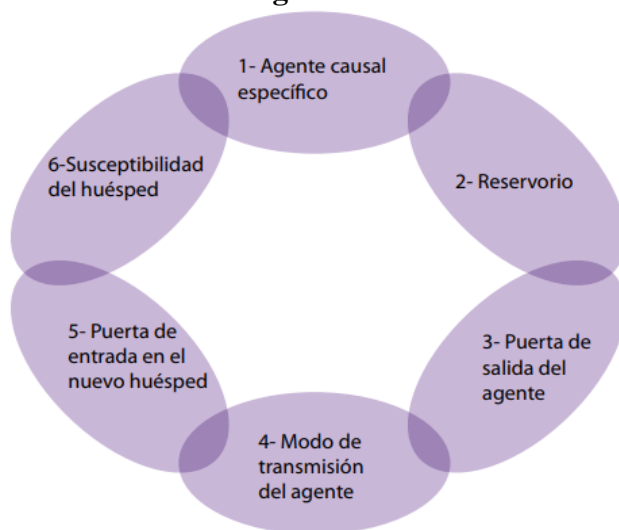 1- Agente causal
específico
2- Reservorio
3- Puerta de
salida del
agente
4- Modo de
transmisión
del agente
5- Puerta de
entrada en el
nuevo huésped
6-Susceptibilidad
del huésped